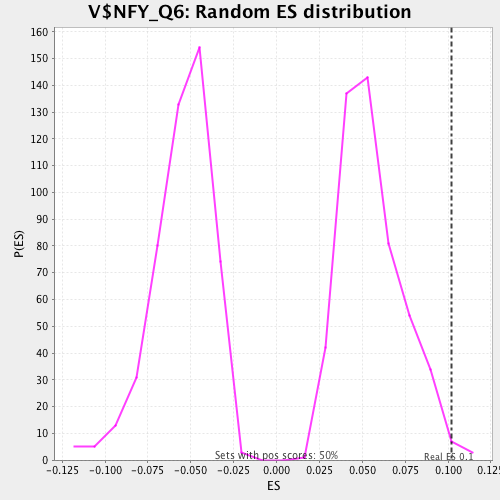 V$NFY_Q6: Random ES distribution
P(ES)
160
150
140
130
120
110
100
90
80
70
60
50
40
30
20
10
0
Sets with pos scores: 50%
Real ES 0.1
-0.125 -0.100 -0.075 -0.050 -0.025 0.000 0.025 0.050 0.075 0.100 0.125
ES